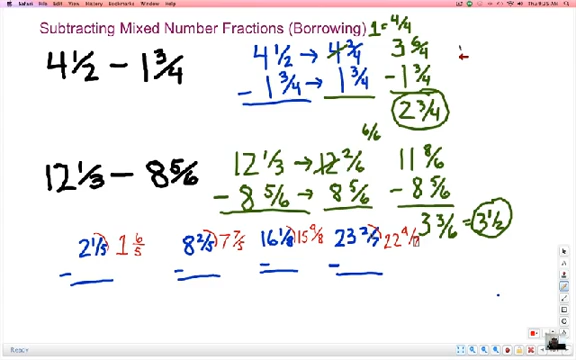 Subtracting Mixed Number Fractions (Borrowing) 1 = 4/4
4 1/2 − 1 3/4
4 1/2 → 4 3/4 3 6/4
− 1 3/4 → 1 3/4 − 1 3/4
2 3/4
6/6
12 1/3 − 8 5/6
12 1/3 → 12 2/6 11 8/6
− 8 5/6 → 8 5/6 − 8 5/6
3 3/6 = 3 1/2
2 1/5 1 6/5 8 2/5 7 7/5 16 1/8 15 9/8 23 2/7 22 9/
− − − −
Ready